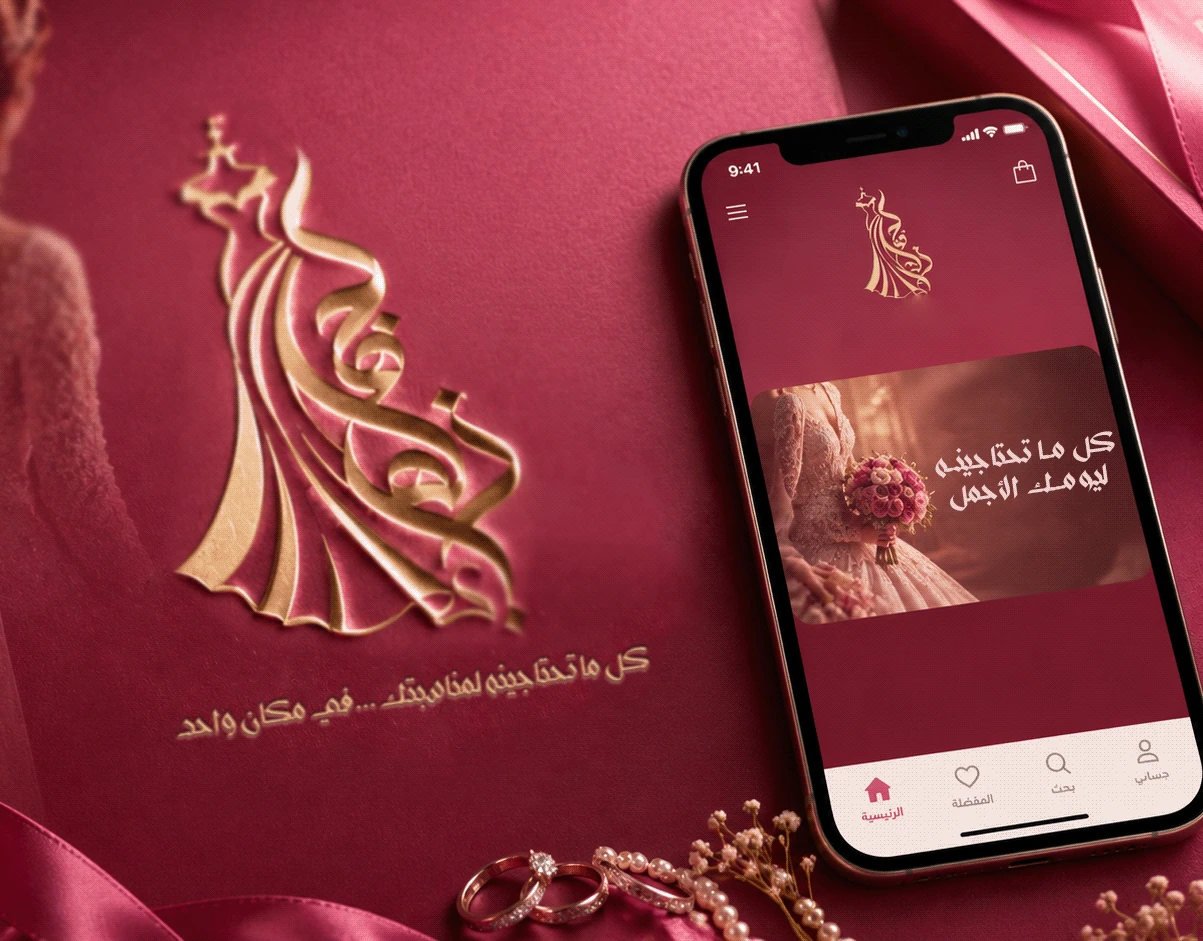 كل ما تحتاجينه لمناسبتك ... في مكان واحد
9:41
كل ما تحتاجينه
ليومك الأجمل
الرئيسية
المفضلة
بحث
حسابي